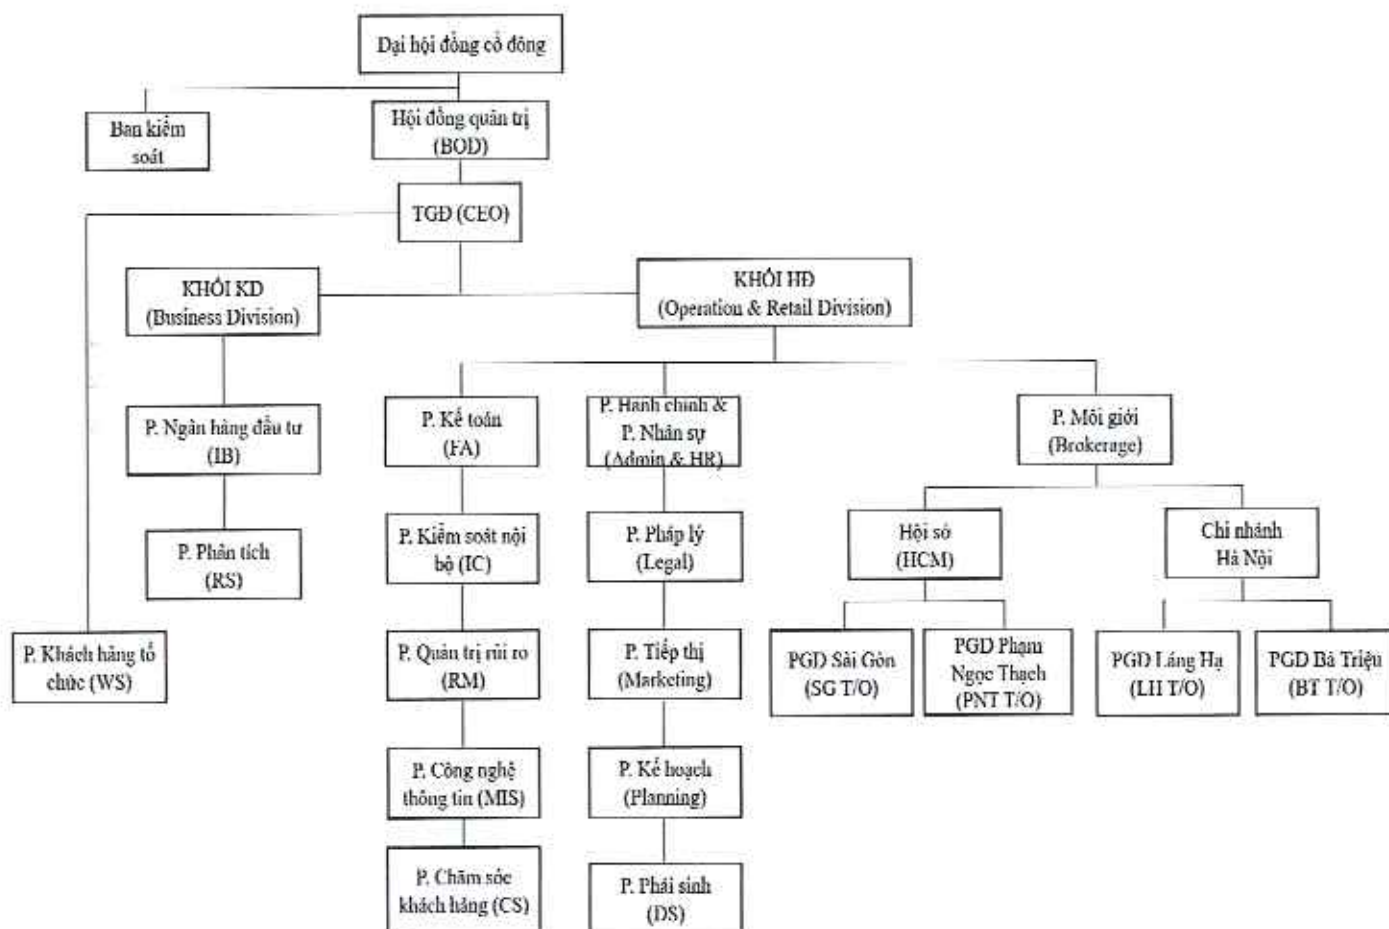 Đại hội đồng cổ đông
Ban kiểm
soát
Hội đồng quản trị
(BOD)
TGĐ (CEO)
KHỐI KD
(Business Division)
KHỐI HĐ
(Operation & Retail Division)
P. Ngân hàng đầu tư
(IB)
P. Kế toán
(FA)
P. Hành chính &
P. Nhân sự
(Admin & HR)
P. Môi giới
(Brokerage)
P. Phân tích
(RS)
P. Kiểm soát nội
bộ (IC)
P. Pháp lý
(Legal)
Hội sở
(HCM)
Chi nhánh
Hà Nội
P. Khách hàng tổ
chức (WS)
P. Quản trị rủi ro
(RM)
P. Tiếp thị
(Marketing)
PGD Sài Gòn
(SG T/O)
PGD Phạm
Ngọc Thạch
(PNT T/O)
PGD Láng Hạ
(LH T/O)
PGD Bà Triệu
(BT T/O)
P. Công nghệ
thông tin (MIS)
P. Kế hoạch
(Planning)
P. Chăm sóc
khách hàng (CS)
P. Phái sinh
(DS)